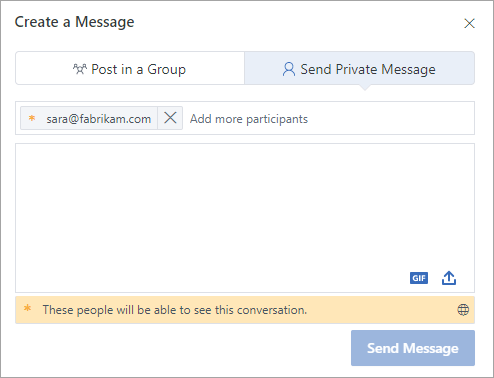 Create a Message
Post in a Group
Send Private Message
* sara@fabrikam.com Add more participants
GIF
* These people will be able to see this conversation.
Send Message